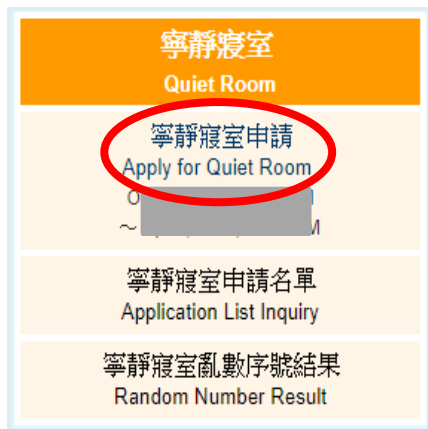 寧靜寢室
Quiet Room
寧靜寢室申請
Apply for Quiet Room
～
寧靜寢室申請名單
Application List Inquiry
寧靜寢室亂數序號結果
Random Number Result